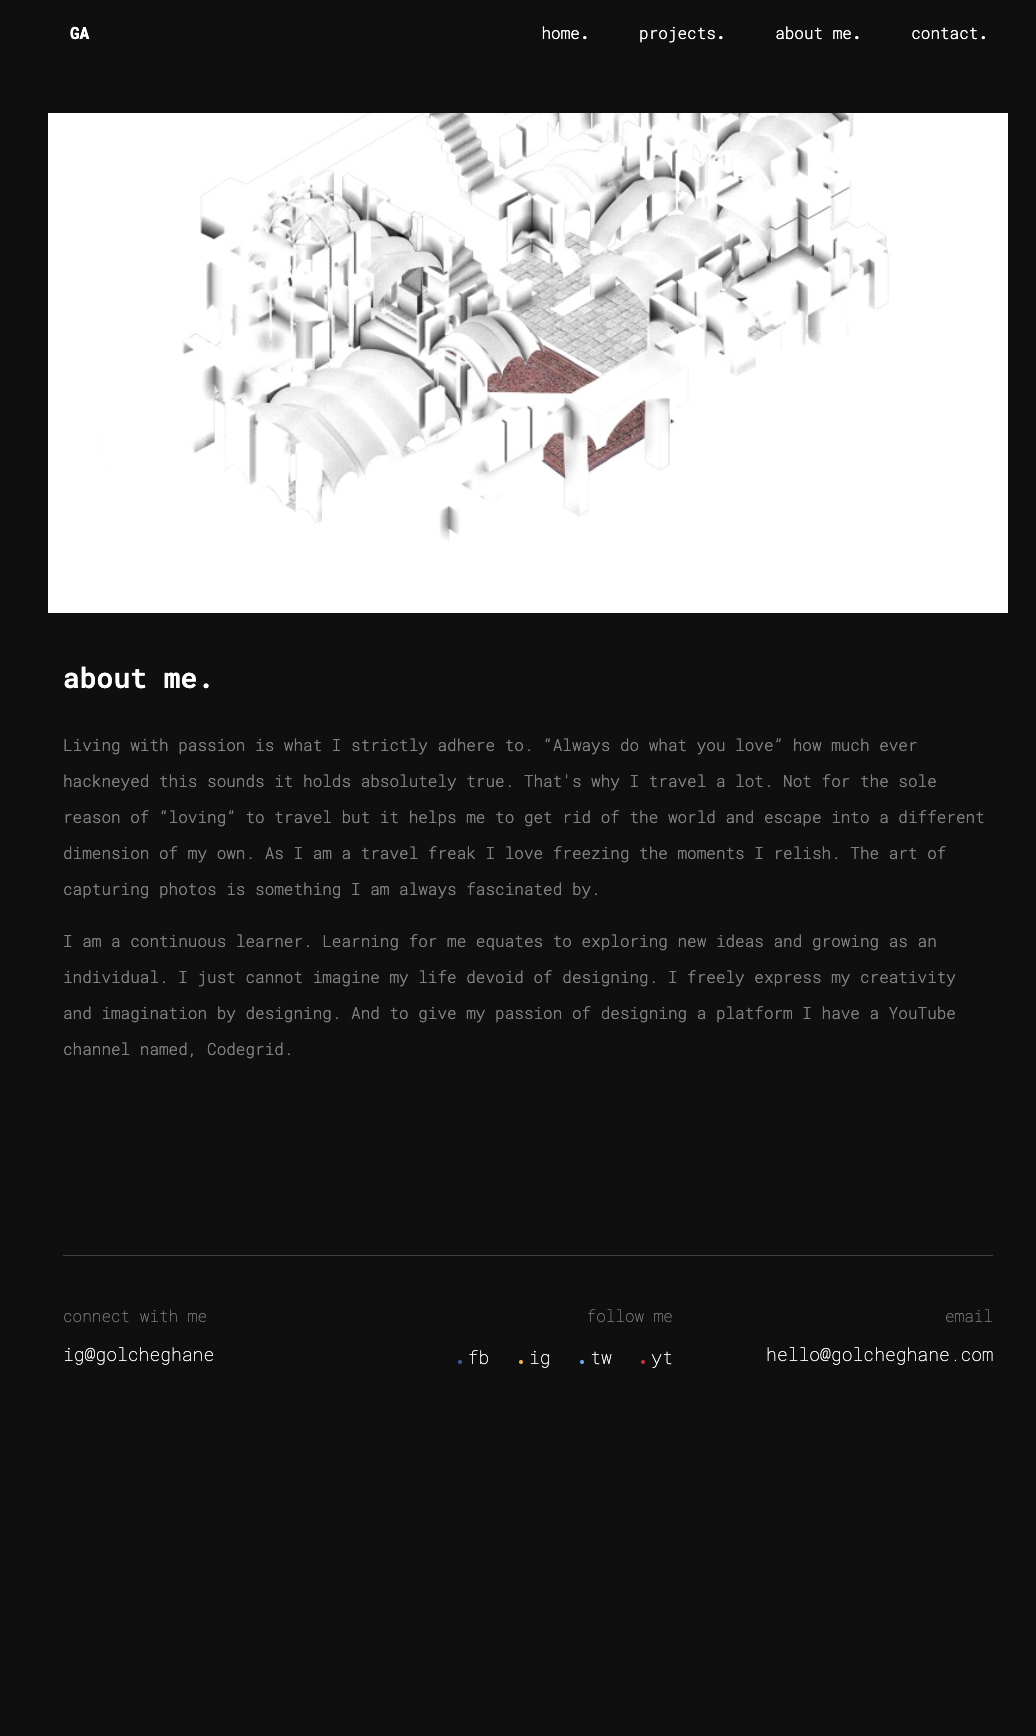 GA
home.
projects.
about me.
contact.
about me.
Living with passion is what I strictly adhere to. “Always do what you love” how much ever
hackneyed this sounds it holds absolutely true. That's why I travel a lot. Not for the sole
reason of “loving” to travel but it helps me to get rid of the world and escape into a different
dimension of my own. As I am a travel freak I love freezing the moments I relish. The art of
capturing photos is something I am always fascinated by.
I am a continuous learner. Learning for me equates to exploring new ideas and growing as an
individual. I just cannot imagine my life devoid of designing. I freely express my creativity
and imagination by designing. And to give my passion of designing a platform I have a YouTube
channel named, Codegrid.
connect with me
ig@golcheghane
follow me
fb
ig
tw
yt
email
hello@golcheghane.com